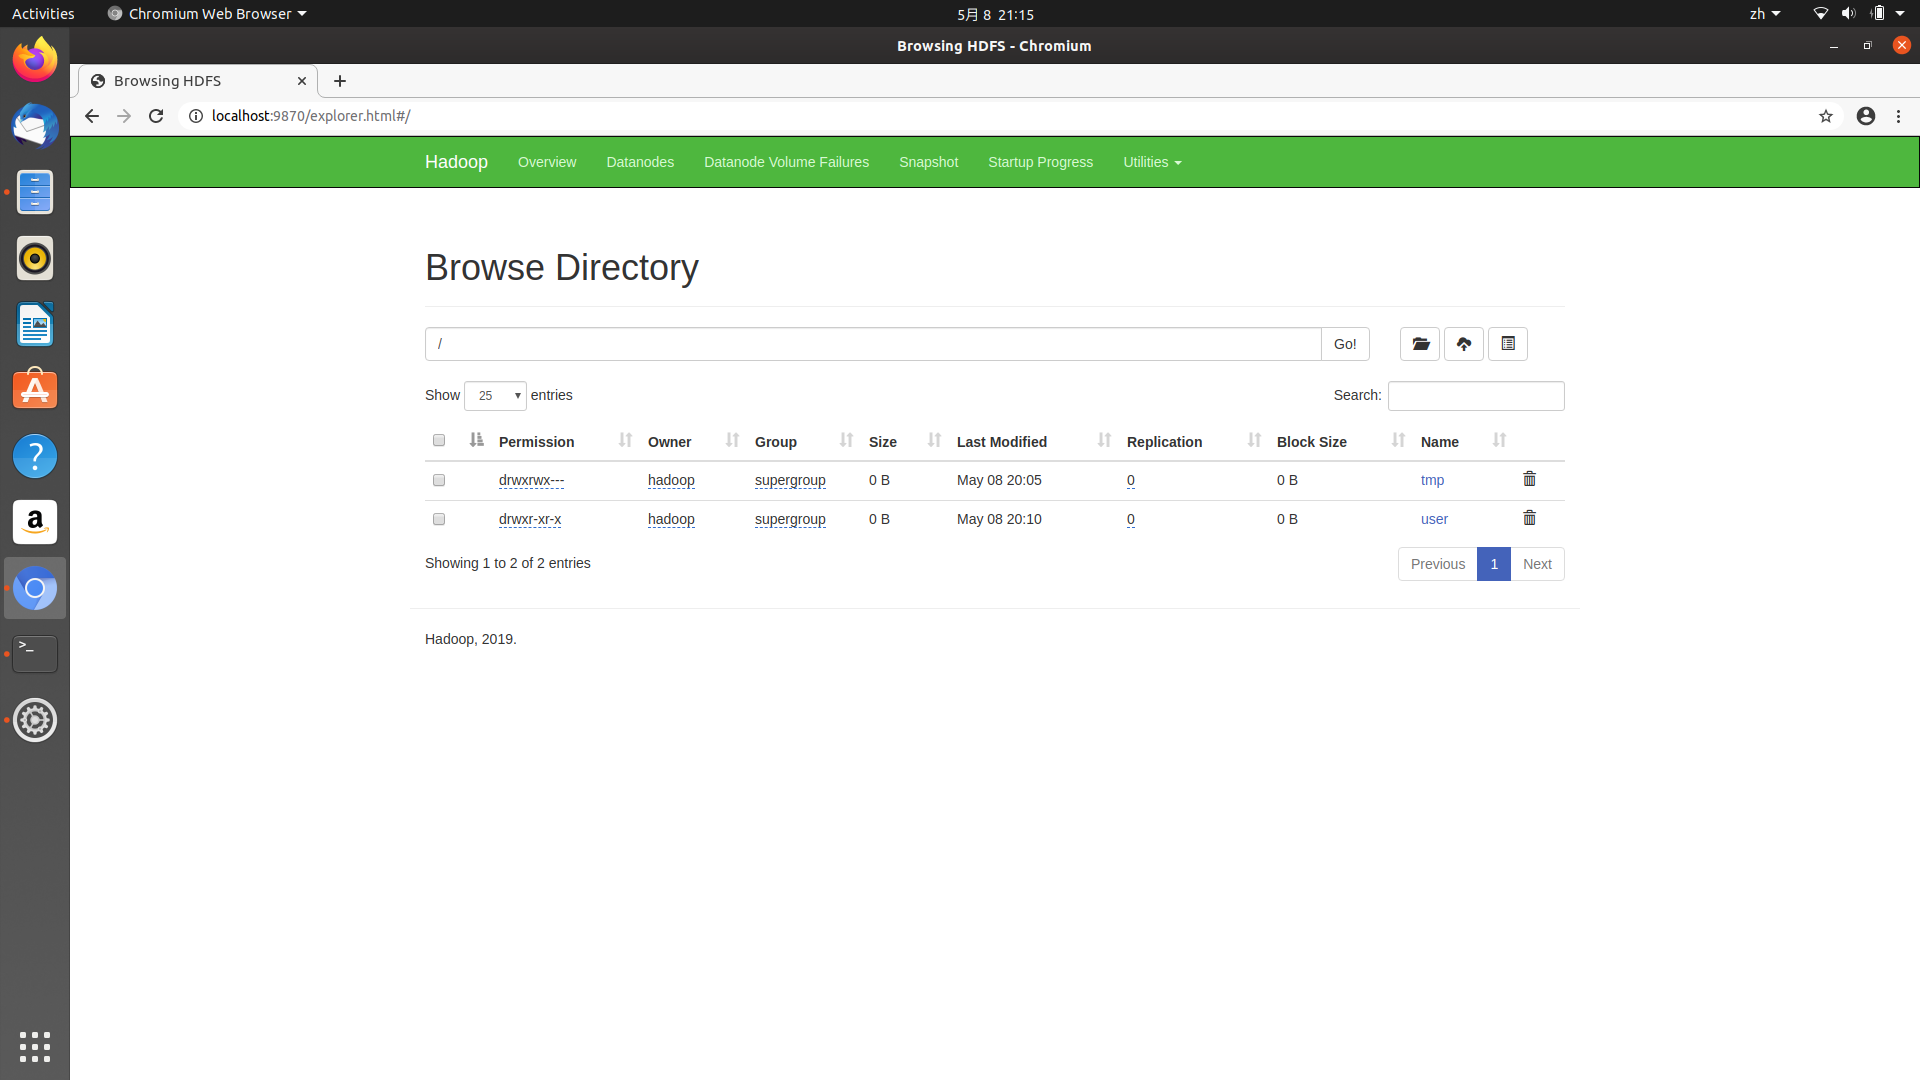 Activities Chromium Web Browser 5月 8 21:15 zh
Browsing HDFS - Chromium
Browsing HDFS
localhost:9870/explorer.html#/
Hadoop Overview Datanodes Datanode Volume Failures Snapshot Startup Progress Utilities
Browse Directory
/ Go!
Show 25 entries Search:
Permission Owner Group Size Last Modified Replication Block Size Name
drwxrwx--- hadoop supergroup 0 B May 08 20:05 0 0 B tmp
drwxr-xr-x hadoop supergroup 0 B May 08 20:10 0 0 B user
Showing 1 to 2 of 2 entries Previous 1 Next
Hadoop, 2019.